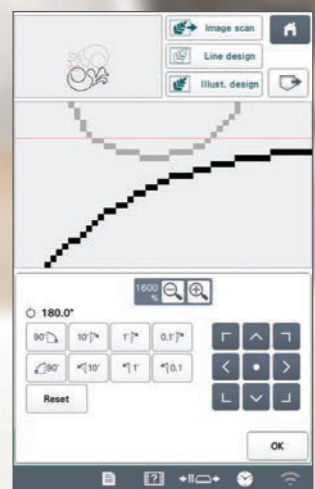 Image scan
Line design
Illust. design
1600 %
180.0°
90° 10° 1° 0.1°
90° 10° 1° 0.1
Reset
OK